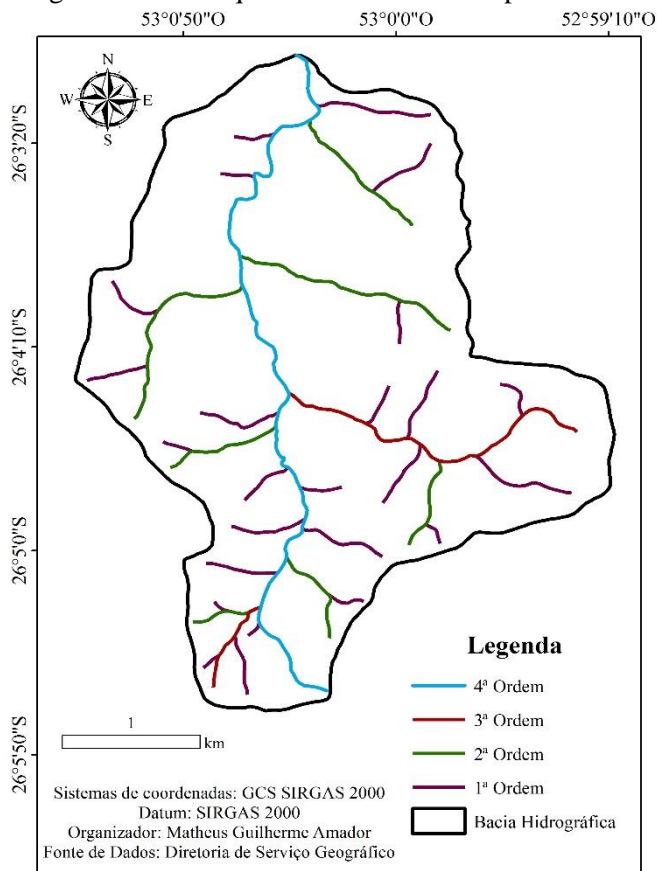 53°0'50"O 53°0'0"O 52°59'10"O
N
W E
S
26°3'20"S
26°4'10"S
26°5'0"S
26°5'50"S
Legenda
4ª Ordem
3ª Ordem
2ª Ordem
1ª Ordem
Bacia Hidrográfica
1
km
Sistemas de coordenadas: GCS SIRGAS 2000
Datum: SIRGAS 2000
Organizador: Matheus Guilherme Amador
Fonte de Dados: Diretoria de Serviço Geográfico